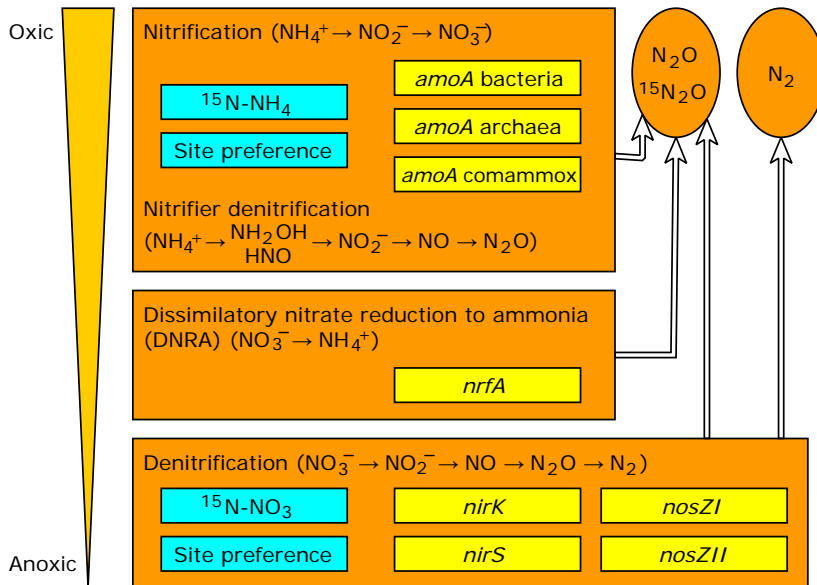 Oxic
Nitrification (NH₄⁺ → NO₂⁻ → NO₃⁻)
¹⁵N-NH₄
Site preference
amoA bacteria
amoA archaea
amoA comammox
Nitrifier denitrification
(NH₄⁺ → NH₂OH HNO → NO₂⁻ → NO → N₂O)
N₂O
¹⁵N₂O
N₂
Dissimilatory nitrate reduction to ammonia
(DNRA) (NO₃⁻ → NH₄⁺)
nrfA
Denitrification (NO₃⁻ → NO₂⁻ → NO → N₂O → N₂)
¹⁵N-NO₃
nirK
nosZI
Site preference
nirS
nosZII
Anoxic